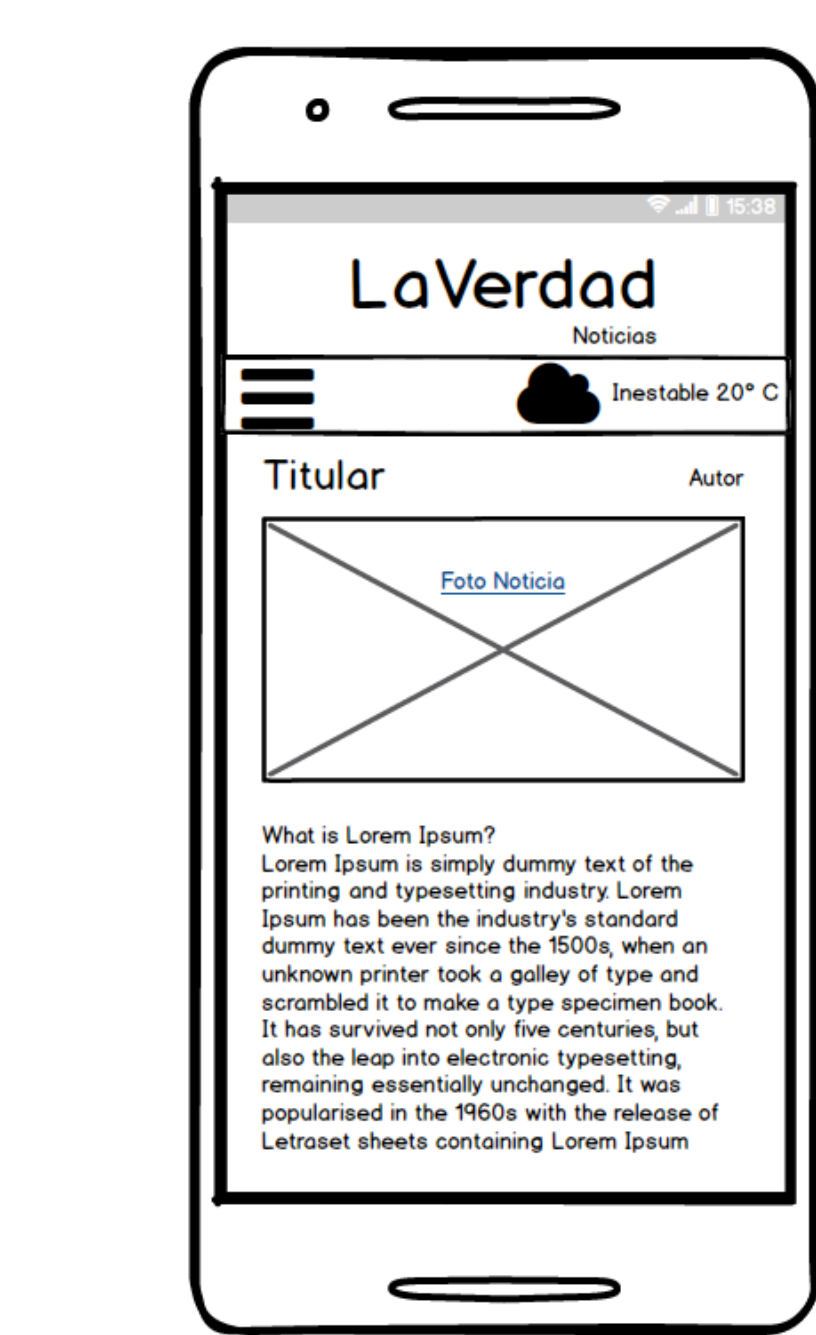 15:38
LaVerdad
Noticias
Inestable 20° C
Titular
Autor
Foto Noticia
What is Lorem Ipsum?
Lorem Ipsum is simply dummy text of the
printing and typesetting industry. Lorem
Ipsum has been the industry's standard
dummy text ever since the 1500s, when an
unknown printer took a galley of type and
scrambled it to make a type specimen book.
It has survived not only five centuries, but
also the leap into electronic typesetting,
remaining essentially unchanged. It was
popularised in the 1960s with the release of
Letraset sheets containing Lorem Ipsum